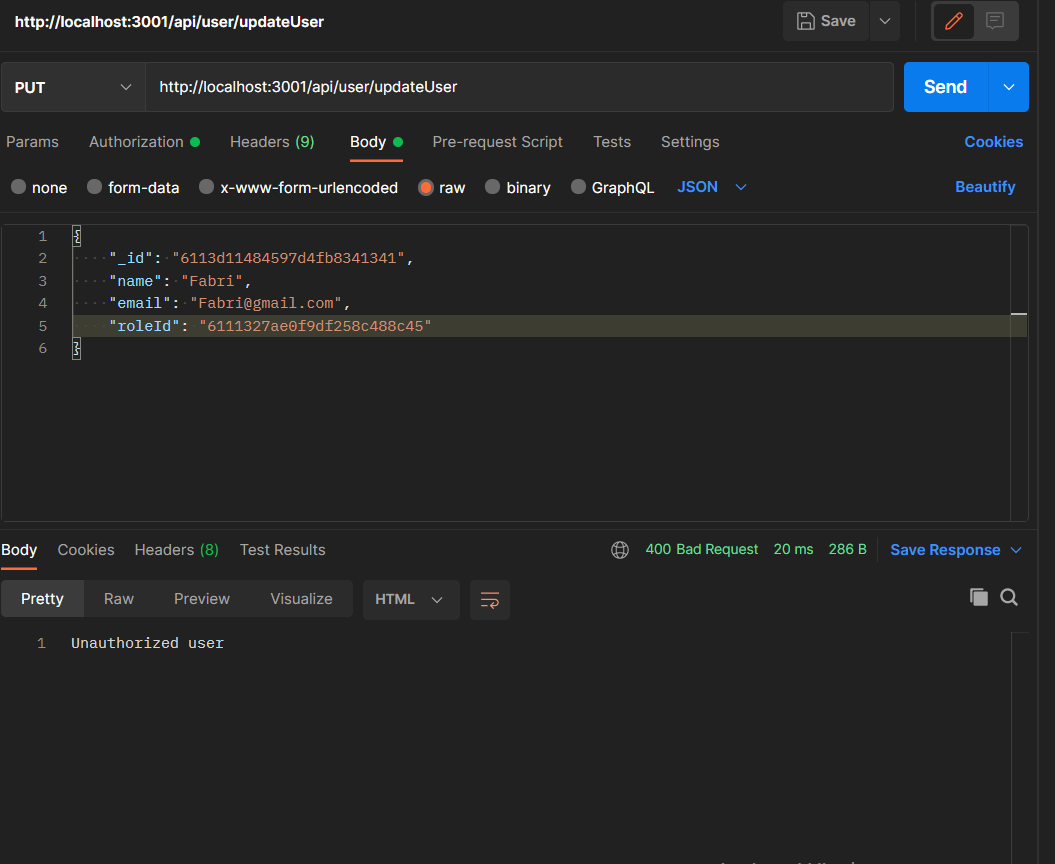 http://localhost:3001/api/user/updateUser
Save
PUT
http://localhost:3001/api/user/updateUser
Send
Params Authorization Headers (9) Body Pre-request Script Tests Settings Cookies
none form-data x-www-form-urlencoded raw binary GraphQL JSON Beautify
1 {
2 "_id": "6113d11484597d4fb8341341",
3 "name": "Fabri",
4 "email": "Fabri@gmail.com",
5 "roleId": "6111327ae0f9df258c488c45"
6 }
Body Cookies Headers (8) Test Results 400 Bad Request 20 ms 286 B Save Response
Pretty Raw Preview Visualize HTML
1 Unauthorized user